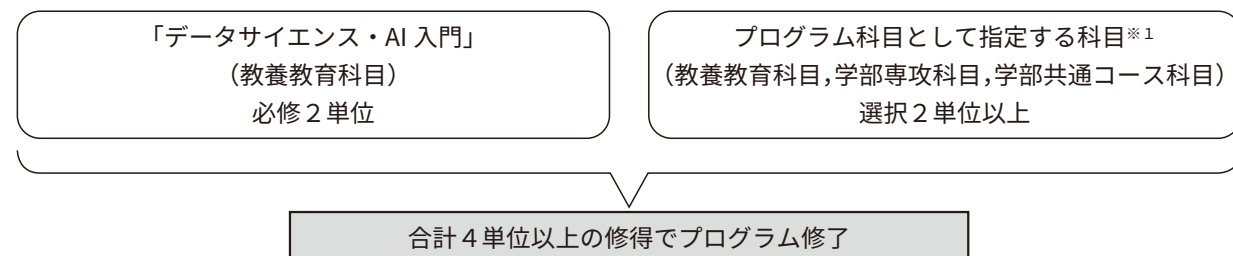 「データサイエンス・AI 入門」
(教養教育科目)
必修2単位
プログラム科目として指定する科目※1
(教養教育科目,学部専攻科目,学部共通コース科目)
選択2単位以上
合計4単位以上の修得でプログラム修了